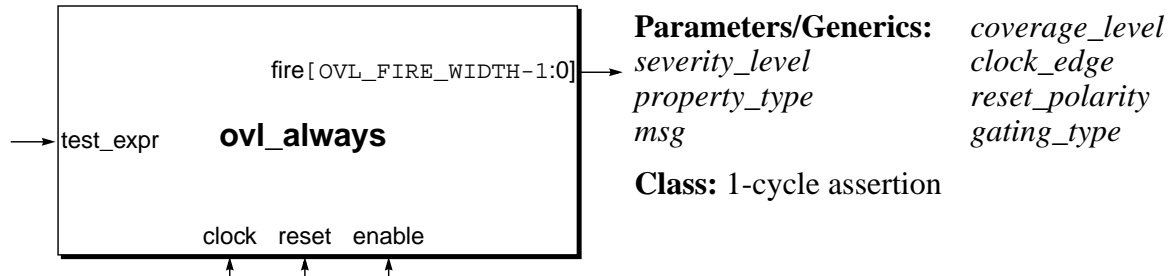 fire[OVL_FIRE_WIDTH-1:0]
test_expr
ovl_always
clock reset enable
Parameters/Generics: coverage_level
severity_level clock_edge
property_type reset_polarity
msg gating_type
Class: 1-cycle assertion